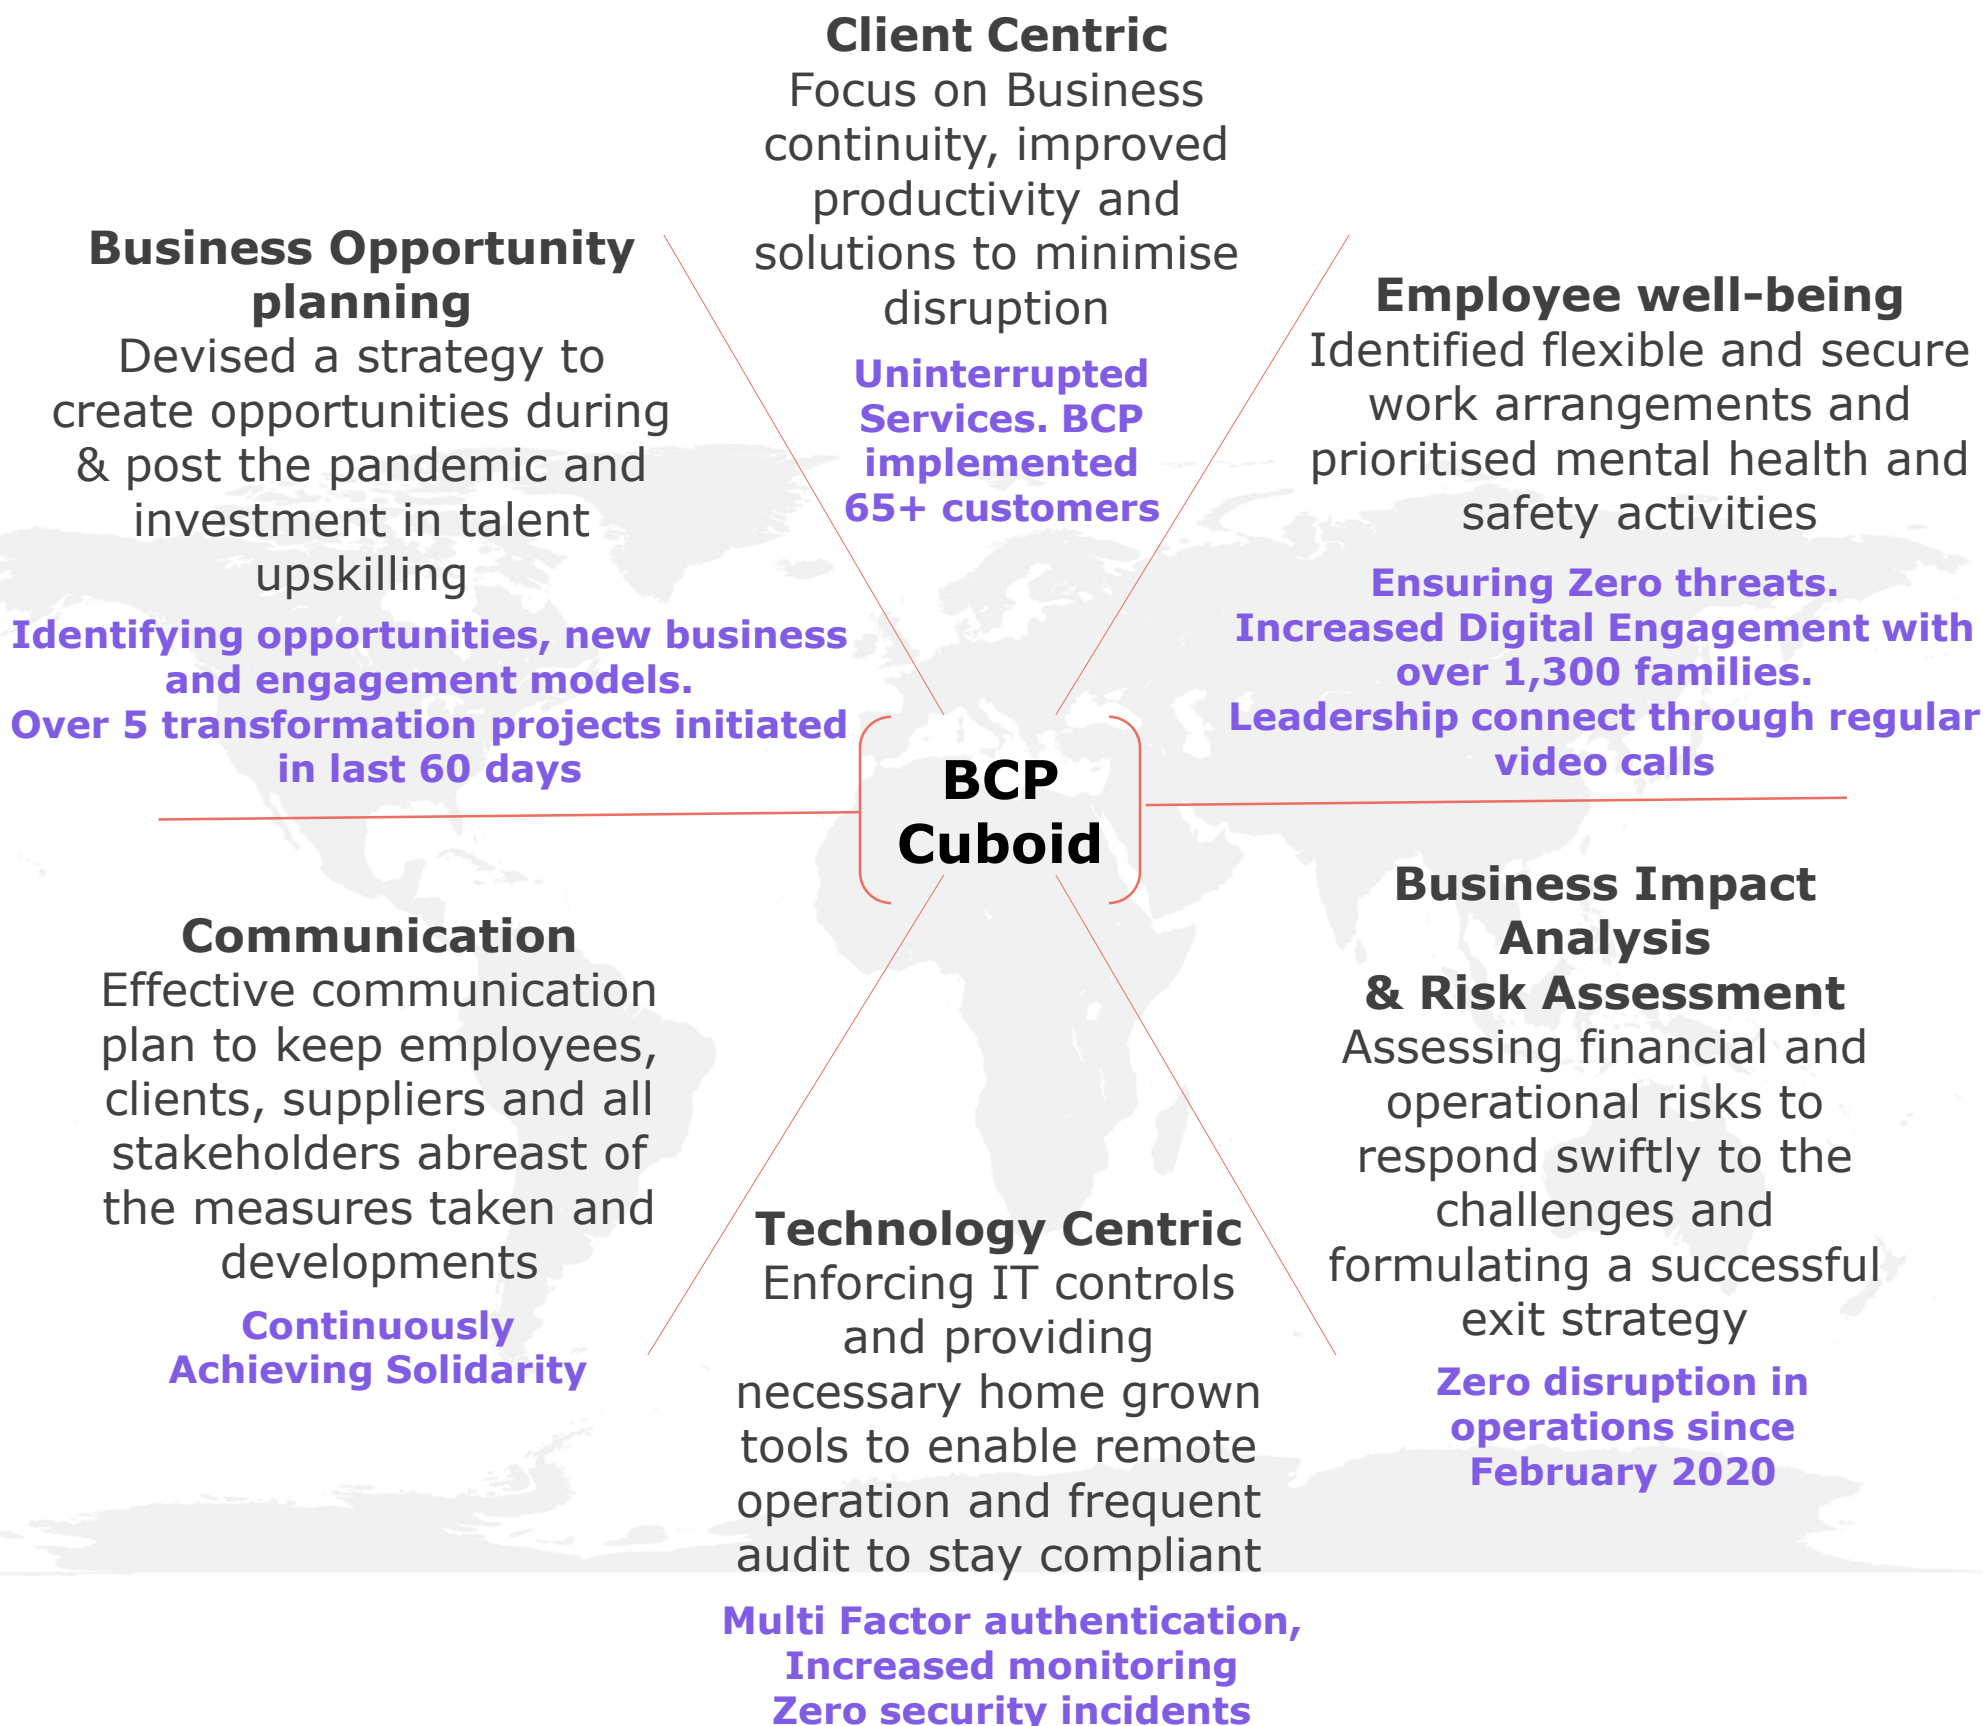 Client Centric
Focus on Business
continuity, improved
productivity and
solutions to minimise
disruption
Uninterrupted
Services. BCP
implemented
65+ customers
Business Opportunity
planning
Devised a strategy to
create opportunities during
& post the pandemic and
investment in talent
upskilling
Identifying opportunities, new business
and engagement models.
Over 5 transformation projects initiated
in last 60 days
Employee well-being
Identified flexible and secure
work arrangements and
prioritised mental health and
safety activities
Ensuring Zero threats.
Increased Digital Engagement with
over 1,300 families.
Leadership connect through regular
video calls
BCP
Cuboid
Communication
Effective communication
plan to keep employees,
clients, suppliers and all
stakeholders abreast of
the measures taken and
developments
Continuously
Achieving Solidarity
Technology Centric
Enforcing IT controls
and providing
necessary home grown
tools to enable remote
operation and frequent
audit to stay compliant
Multi Factor authentication,
Increased monitoring
Zero security incidents
Business Impact
Analysis
& Risk Assessment
Assessing financial and
operational risks to
respond swiftly to the
challenges and
formulating a successful
exit strategy
Zero disruption in
operations since
February 2020